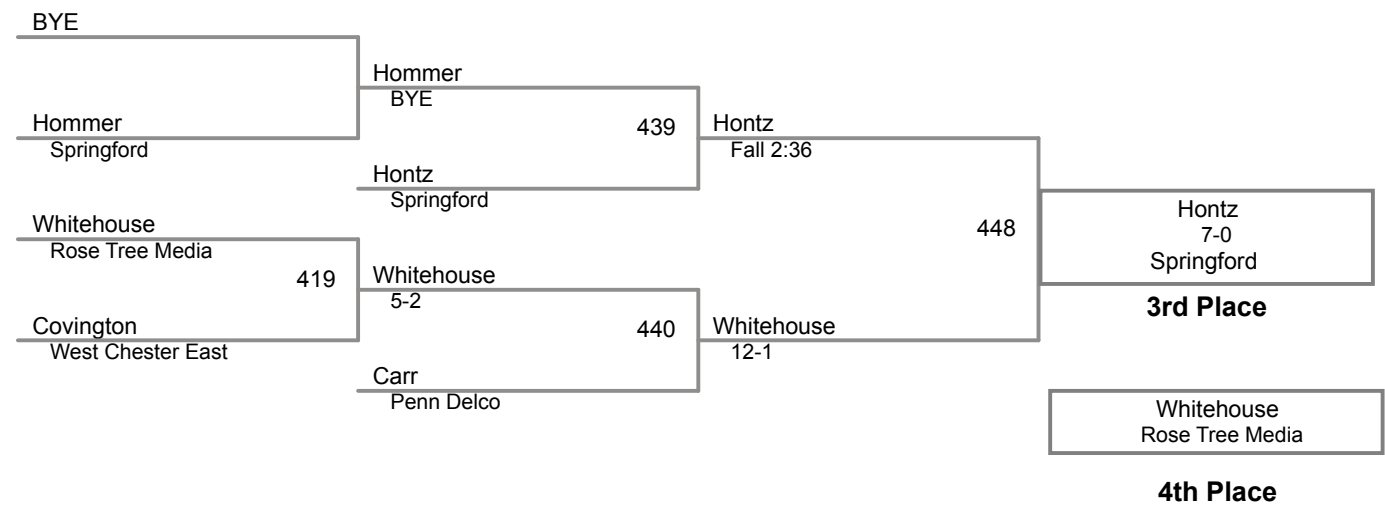 BYE
Hommer
BYE
Hommer
Springford
439
Hontz
Fall 2:36
Hontz
Springford
Whitehouse
Rose Tree Media
448
Hontz
7-0
Springford
419
Whitehouse
5-2
3rd Place
Covington
West Chester East
440
Whitehouse
12-1
Carr
Penn Delco
Whitehouse
Rose Tree Media
4th Place